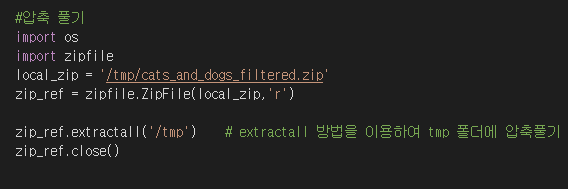 #압축 풀기
import os
import zipfile
local_zip = '/tmp/cats_and_dogs_filtered.zip'
zip_ref = zipfile.ZipFile(local_zip,'r')
zip_ref.extractall('/tmp')    # extractall 방법을 이용하여 tmp 폴더에 압축풀기
zip_ref.close()